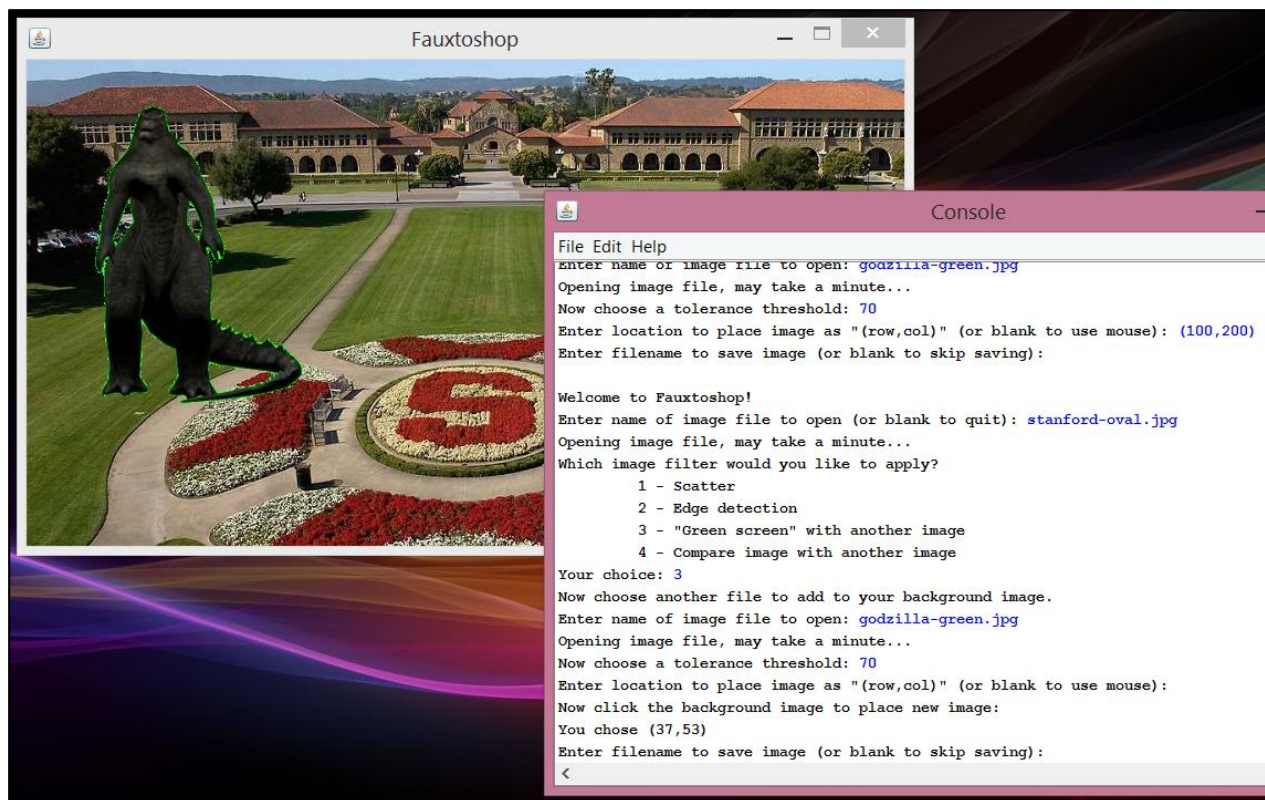 Fauxtoshop
Console
File Edit Help
Enter name of image file to open: godzilla-green.jpg
Opening image file, may take a minute...
Now choose a tolerance threshold: 70
Enter location to place image as "(row,col)" (or blank to use mouse): (100,200)
Enter filename to save image (or blank to skip saving):
Welcome to Fauxtoshop!
Enter name of image file to open (or blank to quit): stanford-oval.jpg
Opening image file, may take a minute...
Which image filter would you like to apply?
1 - Scatter
2 - Edge detection
3 - "Green screen" with another image
4 - Compare image with another image
Your choice: 3
Now choose another file to add to your background image.
Enter name of image file to open: godzilla-green.jpg
Opening image file, may take a minute...
Now choose a tolerance threshold: 70
Enter location to place image as "(row,col)" (or blank to use mouse):
Now click the background image to place new image:
You chose (37,53)
Enter filename to save image (or blank to skip saving):
S